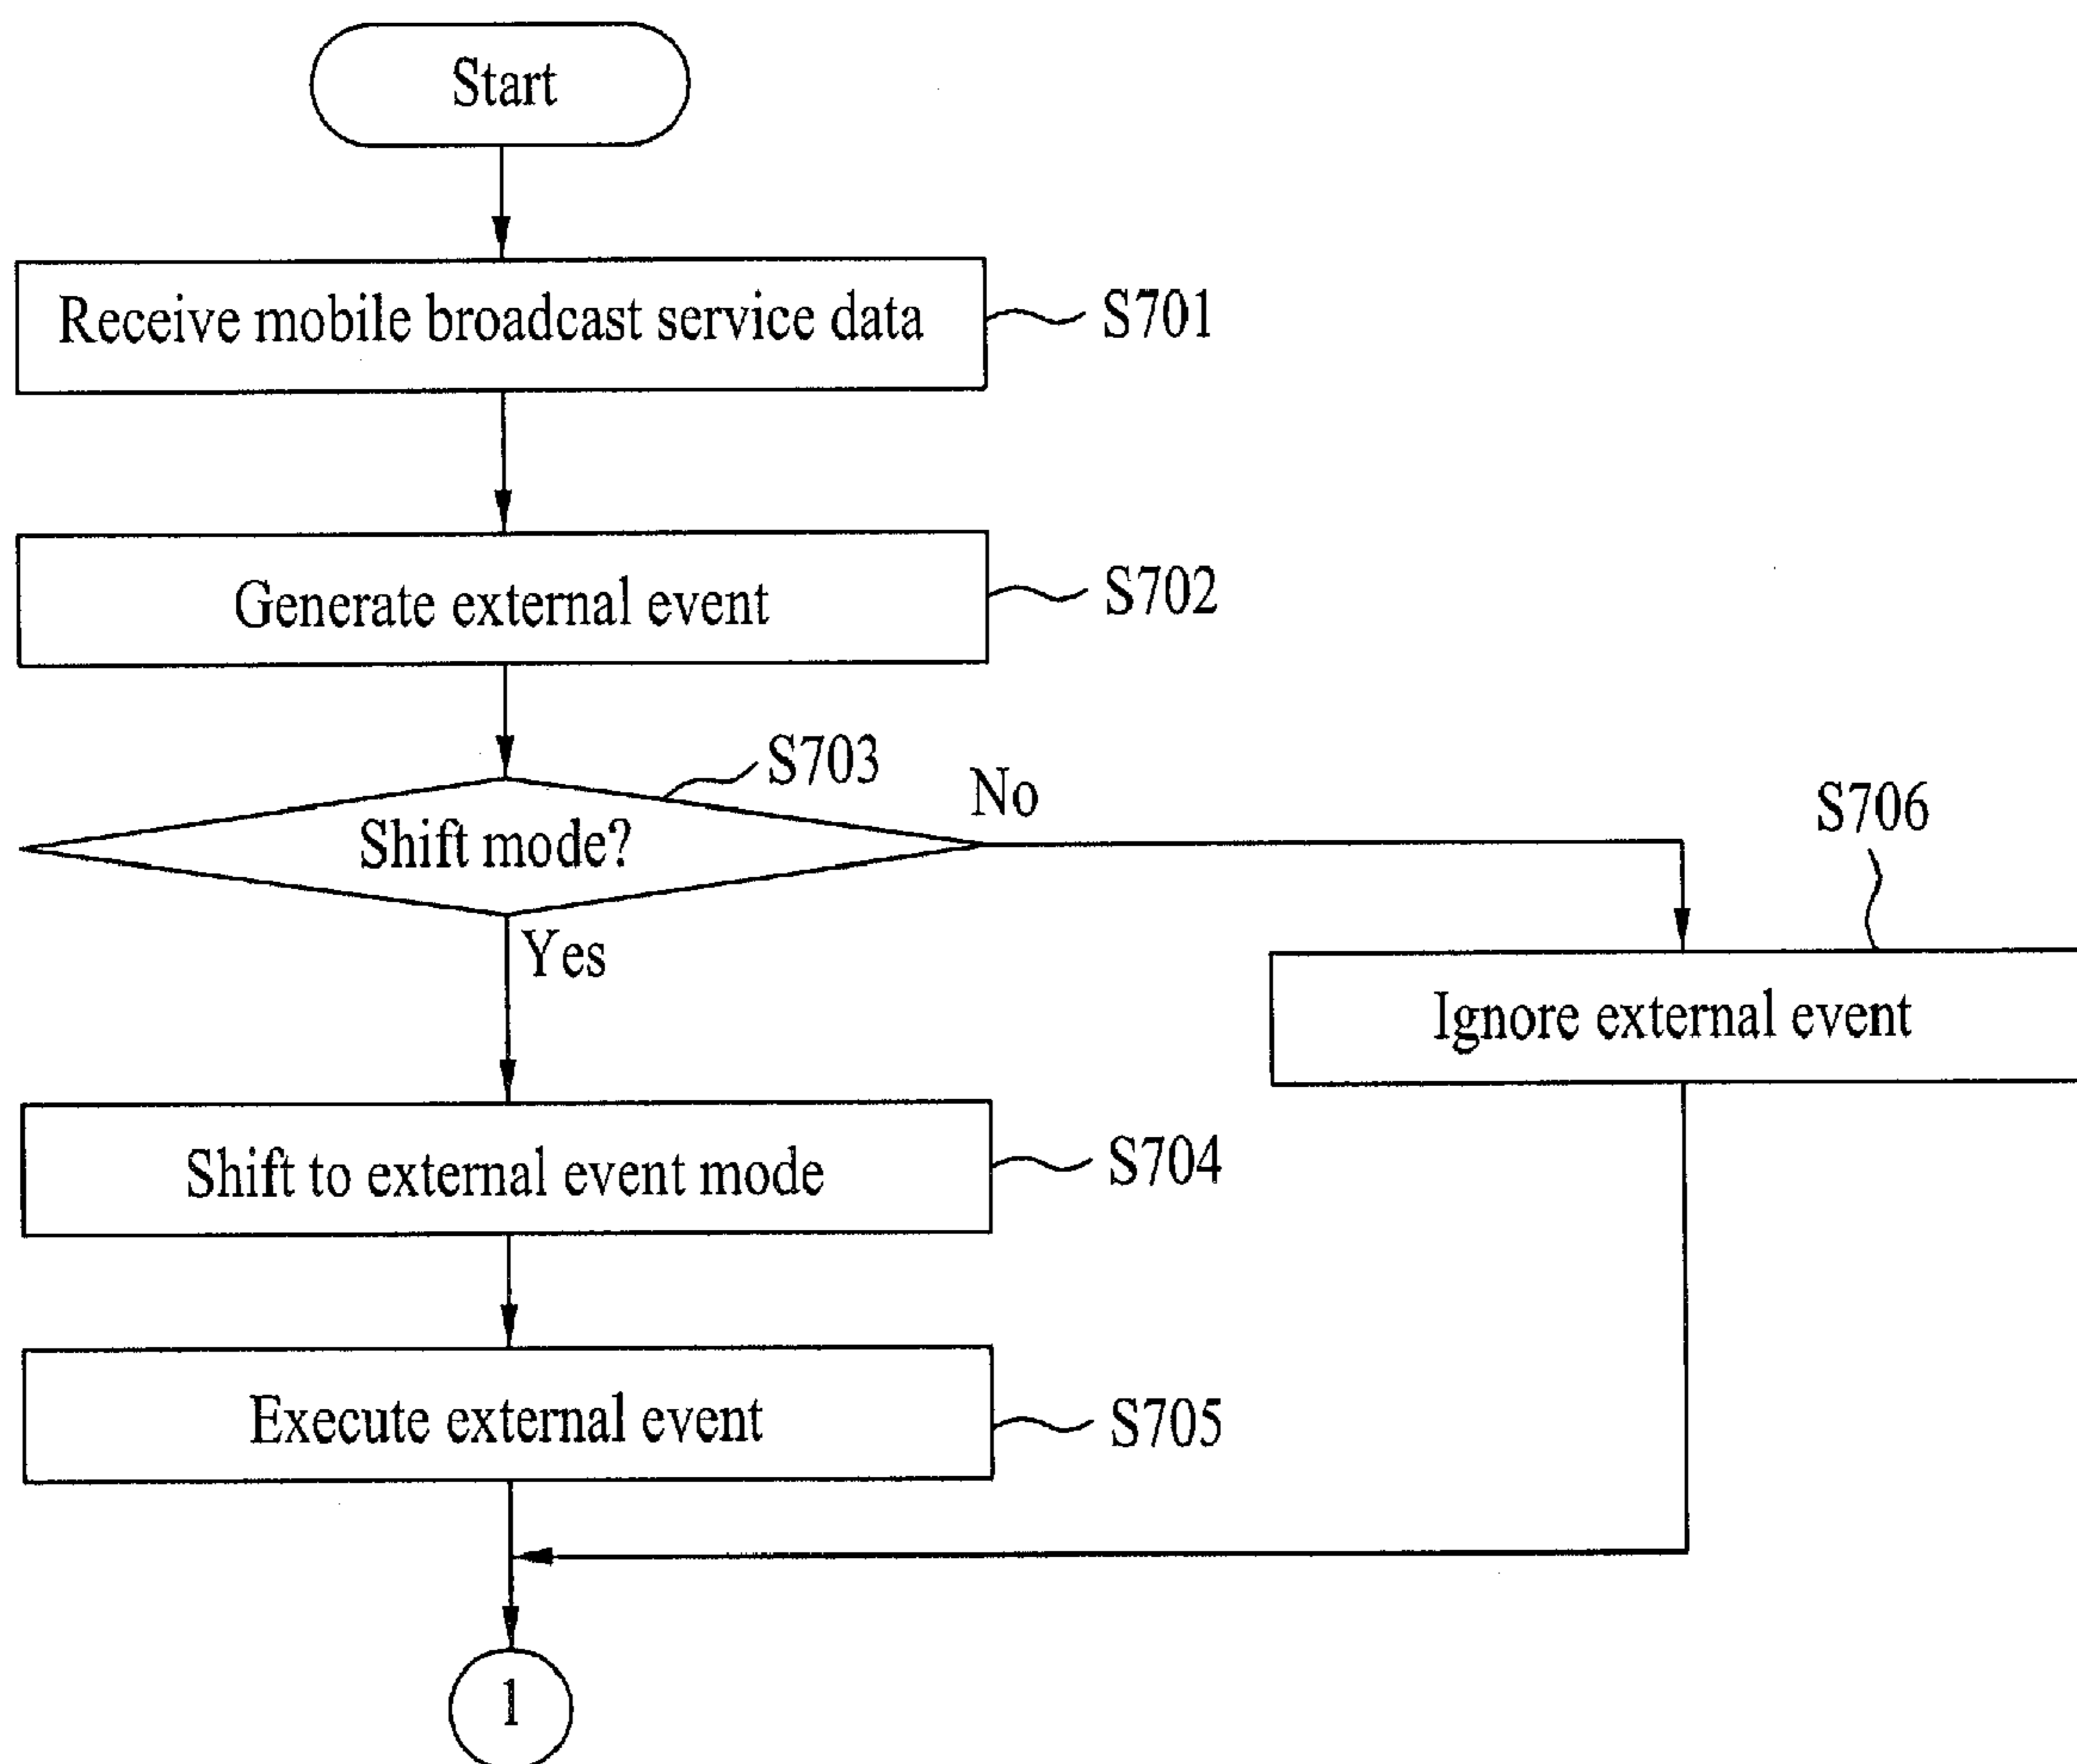 Start
Receive mobile broadcast service data
S701
Generate external event
S702
S703
Shift mode?
No
Yes
S706
Ignore external event
Shift to external event mode
S704
Execute external event
S705
1